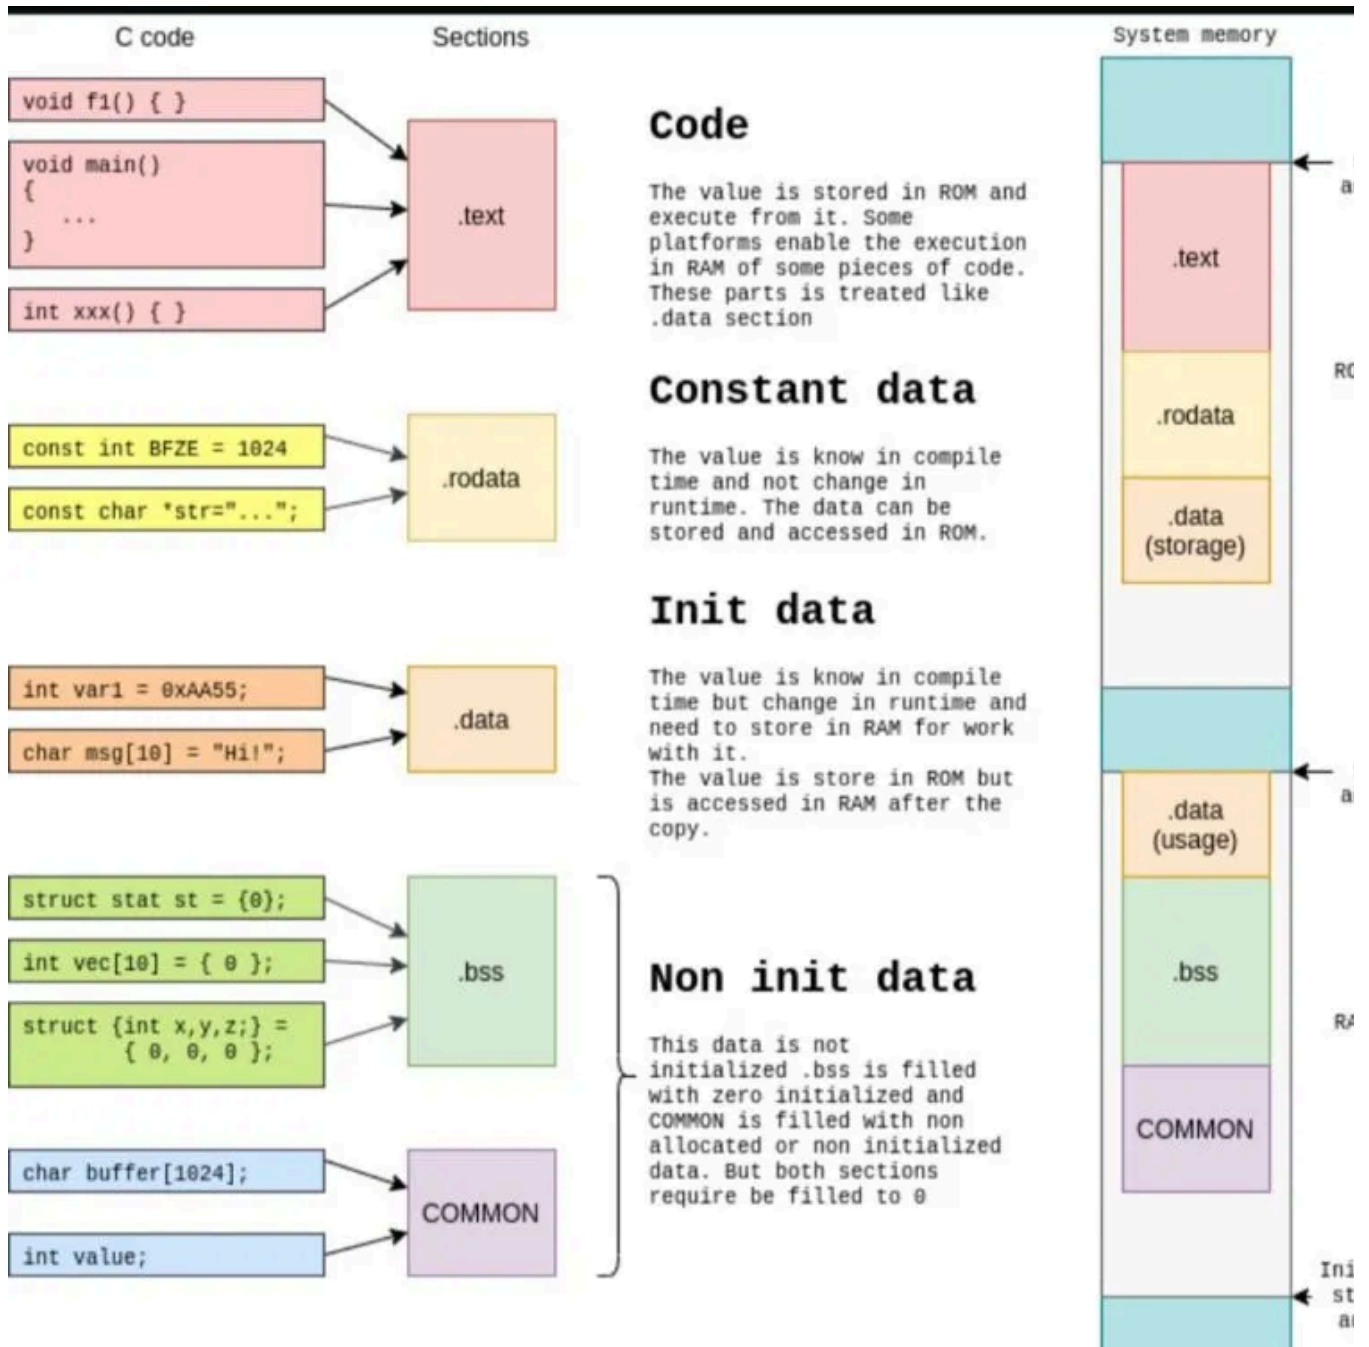 C code
Sections
System memory
void f1() { }
void main()
{
...
}
int xxx() { }
.text
Code
The value is stored in ROM and
execute from it. Some
platforms enable the execution
in RAM of some pieces of code.
These parts is treated like
.data section
const int BFZE = 1024
const char *str="...";
.rodata
Constant data
The value is know in compile
time and not change in
runtime. The data can be
stored and accessed in ROM.
int var1 = 0xAA55;
char msg[10] = "Hi!";
.data
Init data
The value is know in compile
time but change in runtime and
need to store in RAM for work
with it.
The value is store in ROM but
is accessed in RAM after the
copy.
struct stat st = {0};
int vec[10] = { 0 };
struct {int x,y,z;} =
{ 0, 0, 0 };
.bss
char buffer[1024];
int value;
COMMON
Non init data
This data is not
initialized .bss is filled
with zero initialized and
COMMON is filled with non
allocated or non initialized
data. But both sections
require be filled to 0
.text
.rodata
.data
(storage)
.data
(usage)
.bss
COMMON